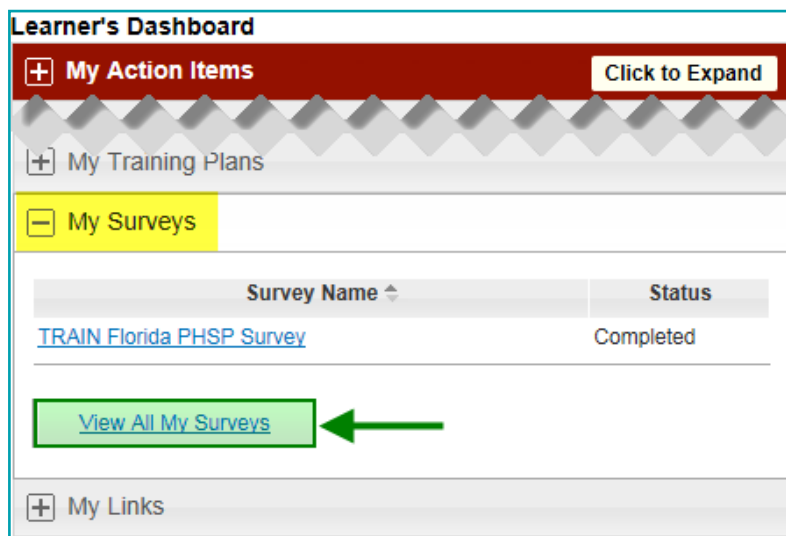 Learner's Dashboard
My Action Items Click to Expand
My Training Plans
My Surveys
Survey Name Status
TRAIN Florida PHSP Survey Completed
View All My Surveys
My Links